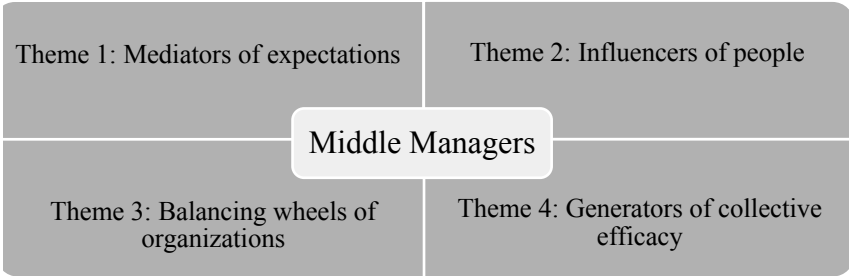 Theme 1: Mediators of expectations
Theme 2: Influencers of people
Middle Managers
Theme 3: Balancing wheels of
organizations
Theme 4: Generators of collective
efficacy